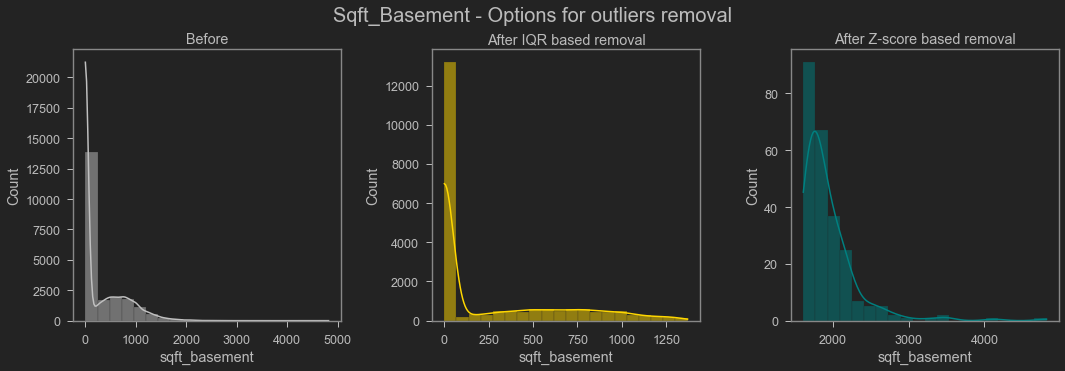 Sqft_Basement - Options for outliers removal
Before
20000
17500
15000
12500
10000
7500
5000
2500
0
Count
0 1000 2000 3000 4000 5000
sqft_basement
After IQR based removal
12000
10000
8000
6000
4000
2000
0
Count
0 250 500 750 1000 1250
sqft_basement
After Z-score based removal
80
60
40
20
0
Count
2000 3000 4000
sqft_basement